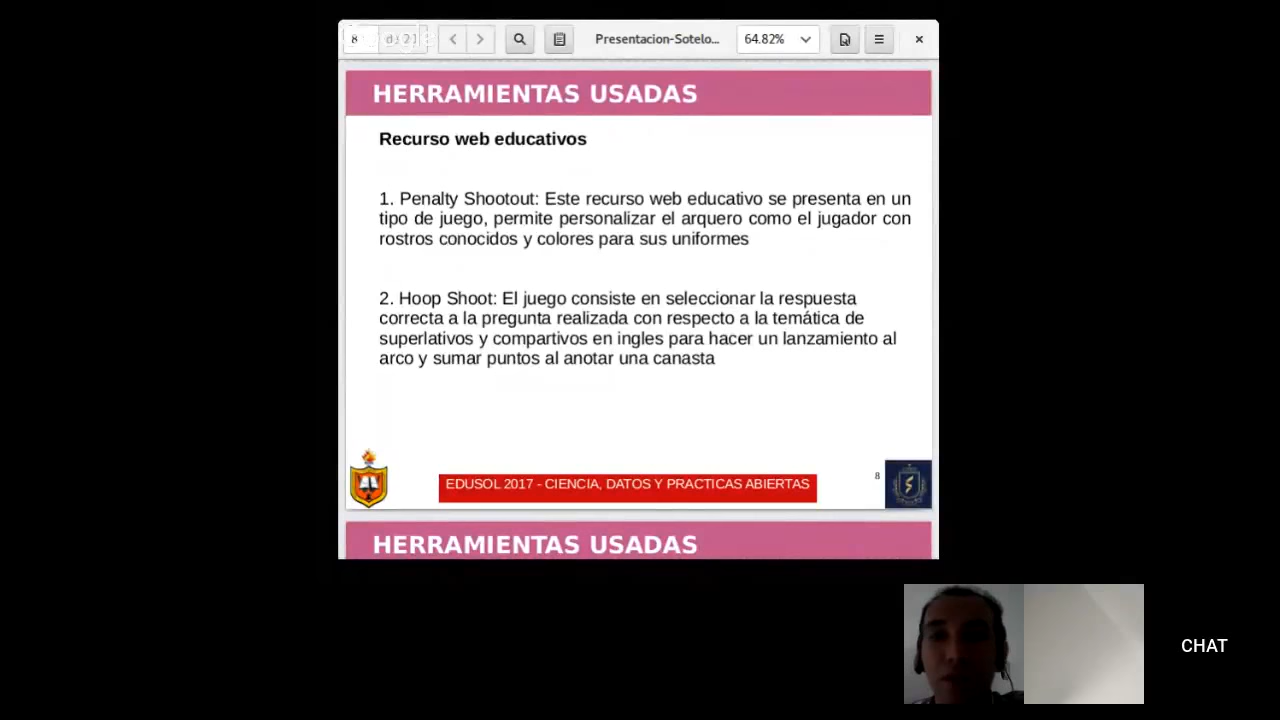 8 de 21
Presentacion-Sotelo...
64.82%
HERRAMIENTAS USADAS
Recurso web educativos
1. Penalty Shootout: Este recurso web educativo se presenta en un
tipo de juego, permite personalizar el arquero como el jugador con
rostros conocidos y colores para sus uniformes
2. Hoop Shoot: El juego consiste en seleccionar la respuesta
correcta a la pregunta realizada con respecto a la temática de
superlativos y compartivos en ingles para hacer un lanzamiento al
arco y sumar puntos al anotar una canasta
EDUSOL 2017 - CIENCIA, DATOS Y PRACTICAS ABIERTAS
8
HERRAMIENTAS USADAS
CHAT